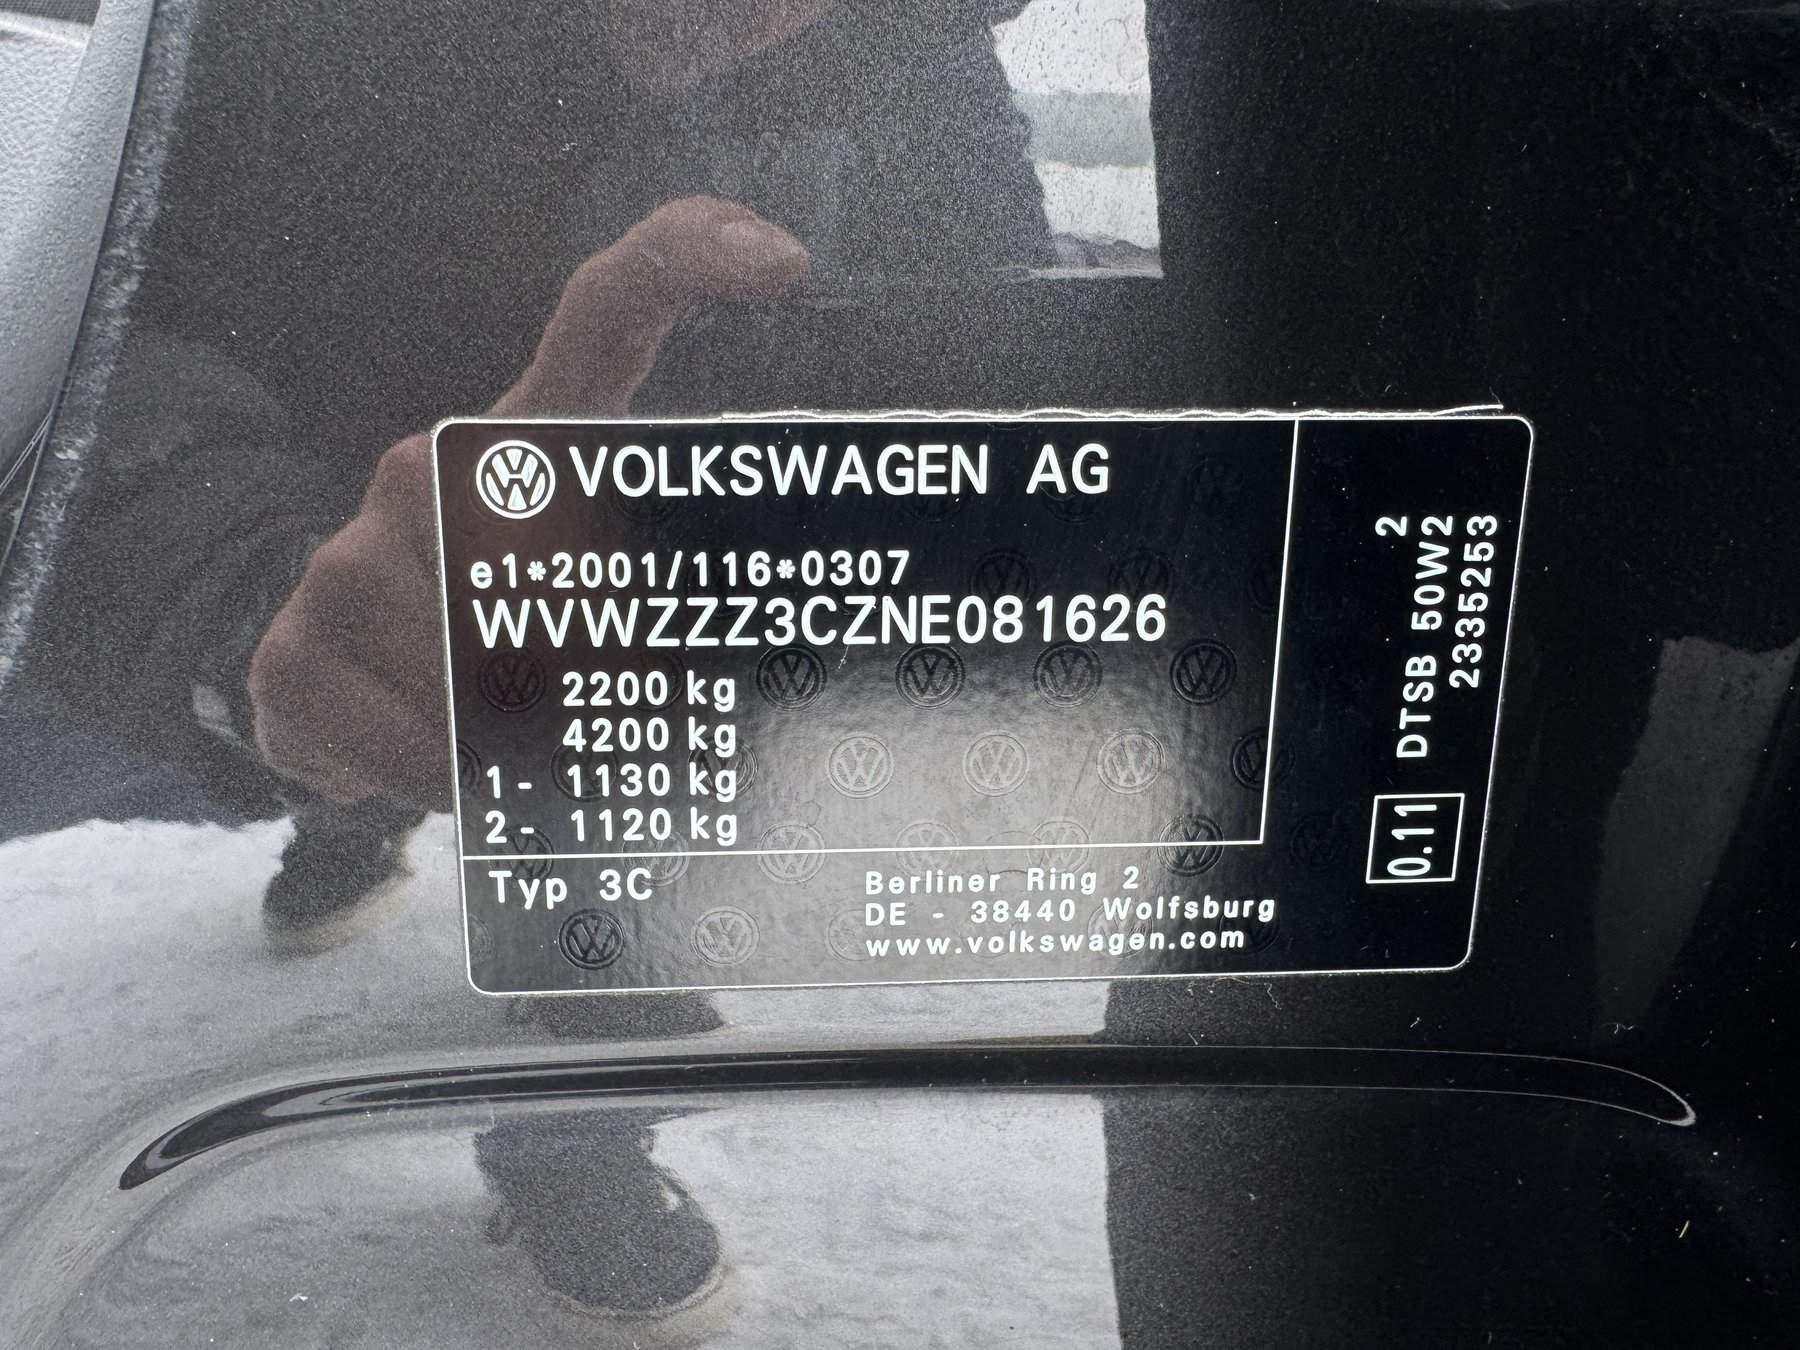 VOLKSWAGEN AG
e1*2001/116*0307
WVWZZZ3CZNE081626
2200 kg
4200 kg
1- 1130 kg
2- 1120 kg
Typ 3C
Berliner Ring 2
DE - 38440 Wolfsburg
www.volkswagen.com
2
DTSB 50W2
2335253
0.11